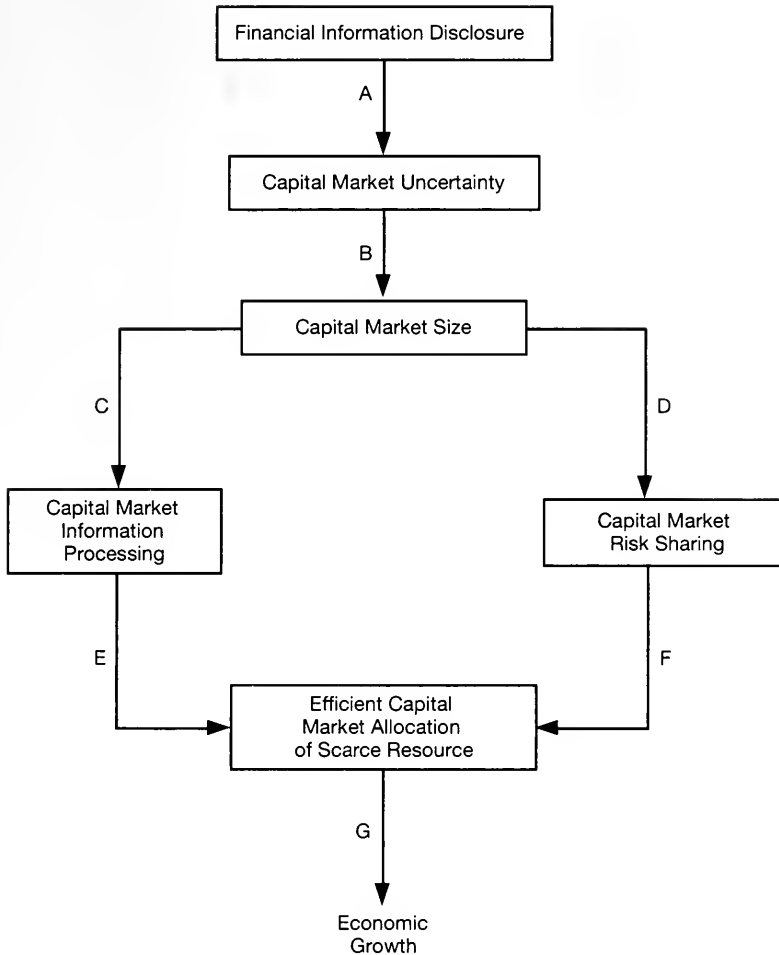 Financial Information Disclosure
A
Capital Market Uncertainty
B
Capital Market Size
C
D
Capital Market
Information
Processing
Capital Market
Risk Sharing
E
F
Efficient Capital
Market Allocation
of Scarce Resource
G
Economic
Growth